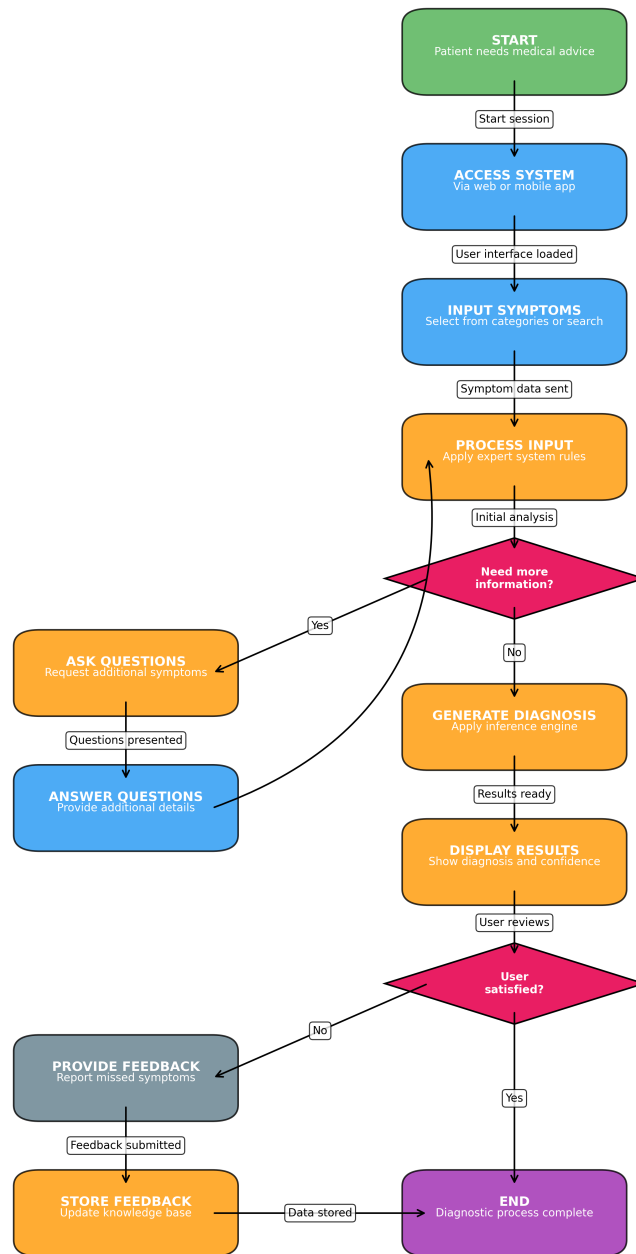 START
Patient needs medical advice
Start session
ACCESS SYSTEM
Via web or mobile app
User interface loaded
INPUT SYMPTOMS
Select from categories or search
Symptom data sent
PROCESS INPUT
Apply expert system rules
Initial analysis
Need more
information?
Yes
No
ASK QUESTIONS
Request additional symptoms
Questions presented
ANSWER QUESTIONS
Provide additional details
GENERATE DIAGNOSIS
Apply inference engine
Results ready
DISPLAY RESULTS
Show diagnosis and confidence
User reviews
User
satisfied?
No
Yes
PROVIDE FEEDBACK
Report missed symptoms
Feedback submitted
STORE FEEDBACK
Update knowledge base
Data stored
END
Diagnostic process complete